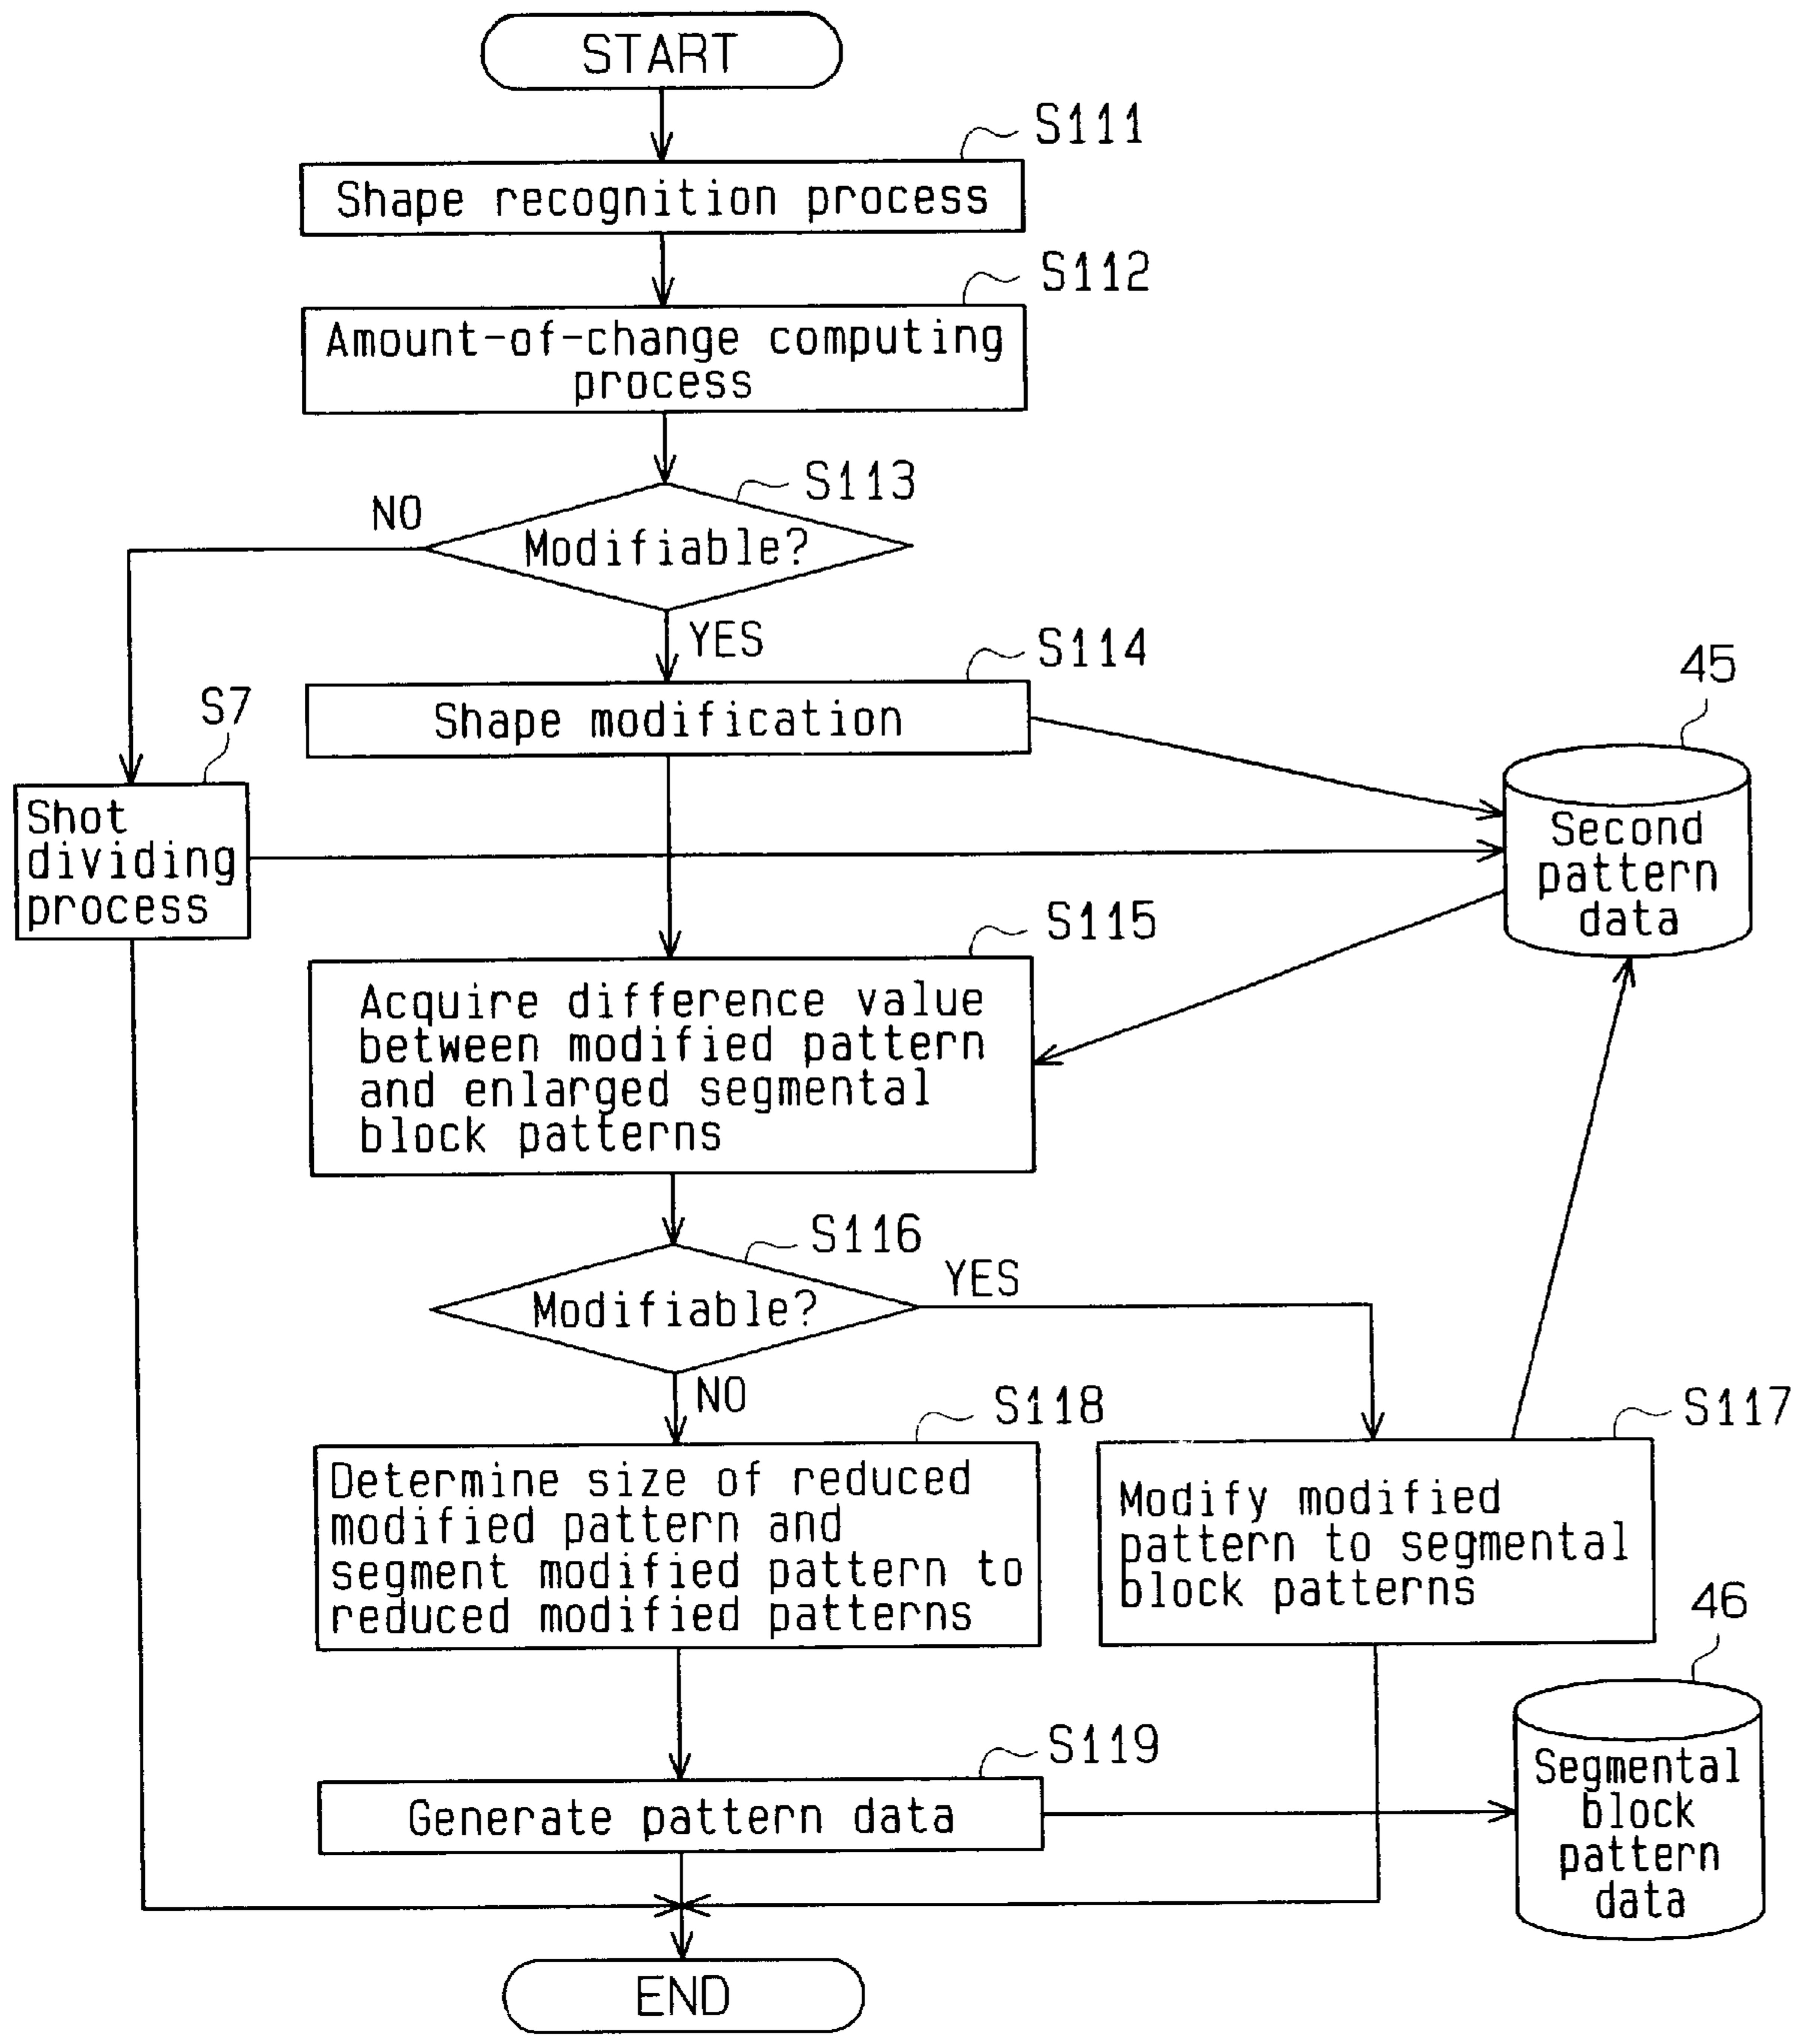 START
S111
Shape recognition process
S112
Amount-of-change computing
process
S113
NO
Modifiable?
YES
S114
Shape modification
45
S7
Shot
dividing
process
Second
pattern
data
S115
Acquire difference value
between modified pattern
and enlarged segmental
block patterns
S116
YES
Modifiable?
NO
S118
Determine size of reduced
modified pattern and
segment modified pattern to
reduced modified patterns
S117
Modify modified
pattern to segmental
block patterns
46
S119
Generate pattern data
Segmental
block
pattern
data
END